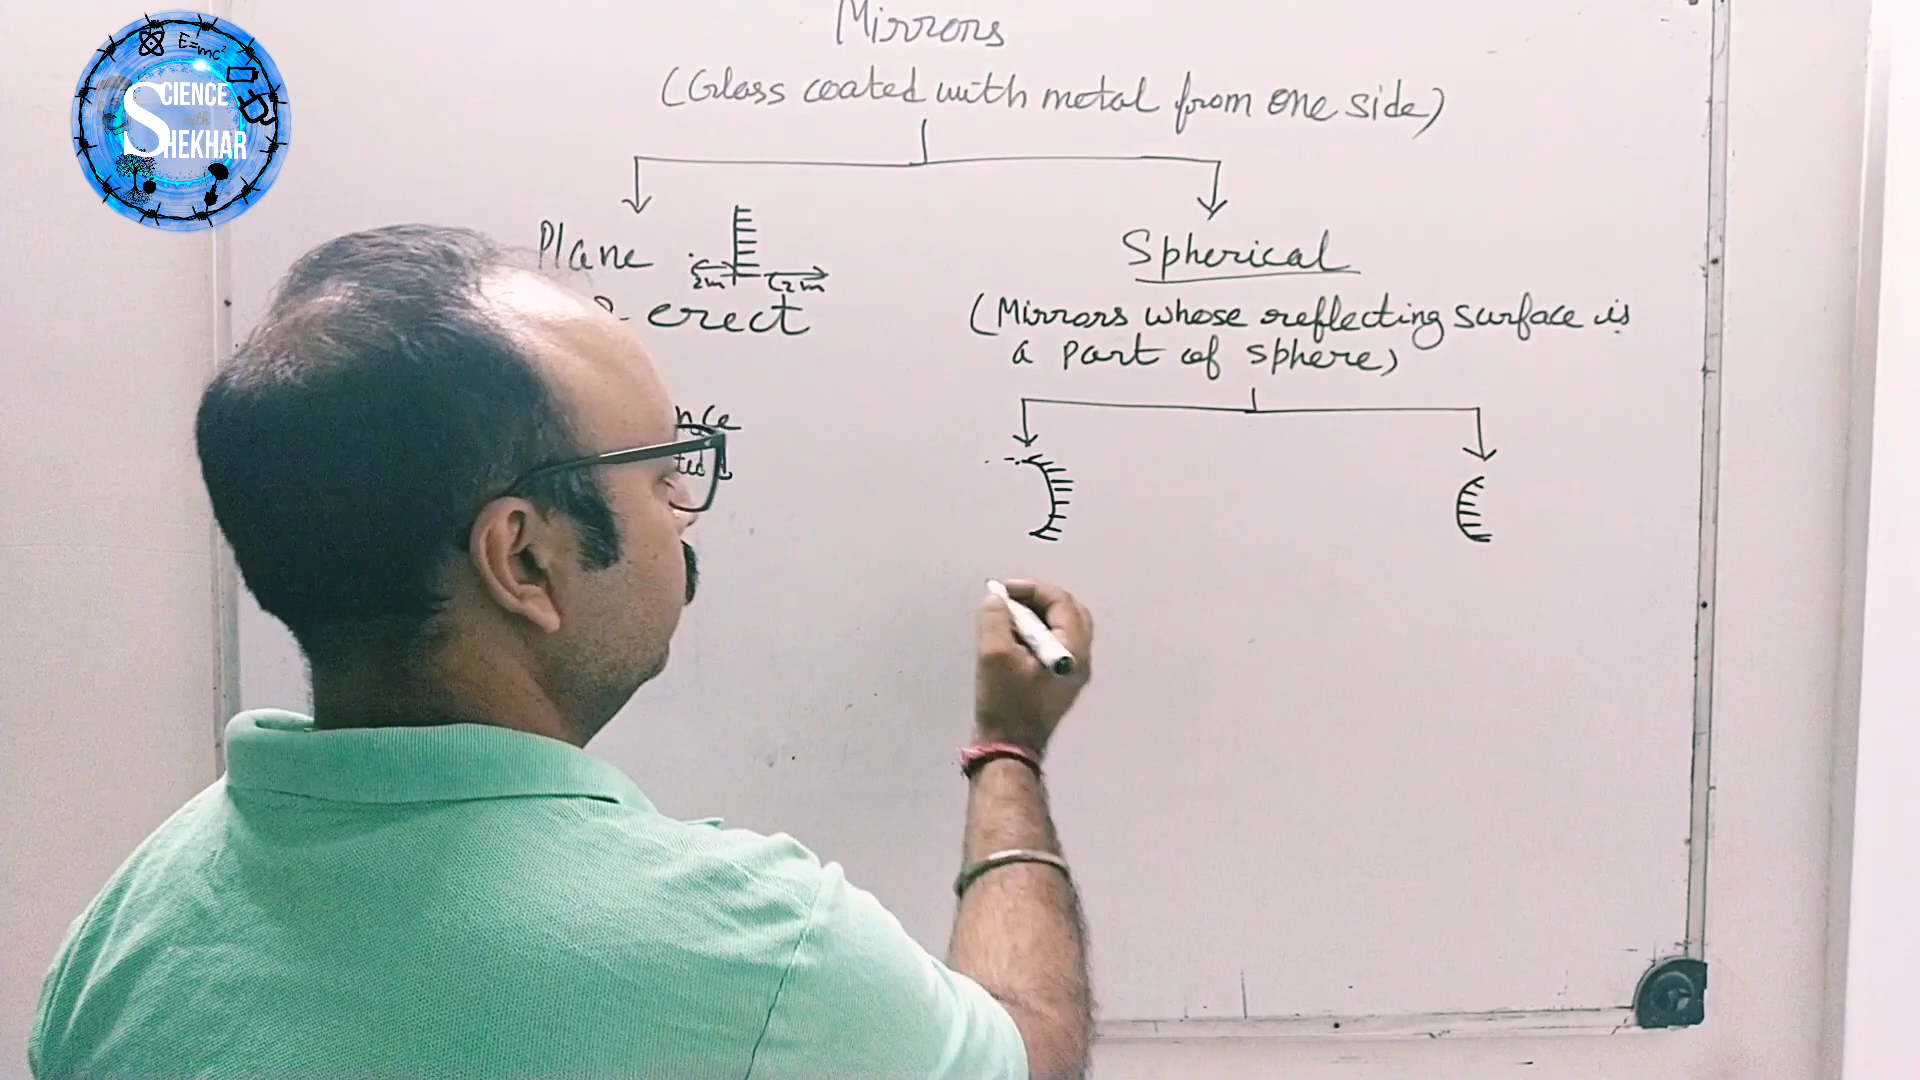 E=mc²
SCIENCE
with
SHEKHAR
Mirrors
(Glass coated with metal from one side)
Plane
2m
2m
erect
Spherical
(Mirrors whose reflecting surface is
a part of sphere)